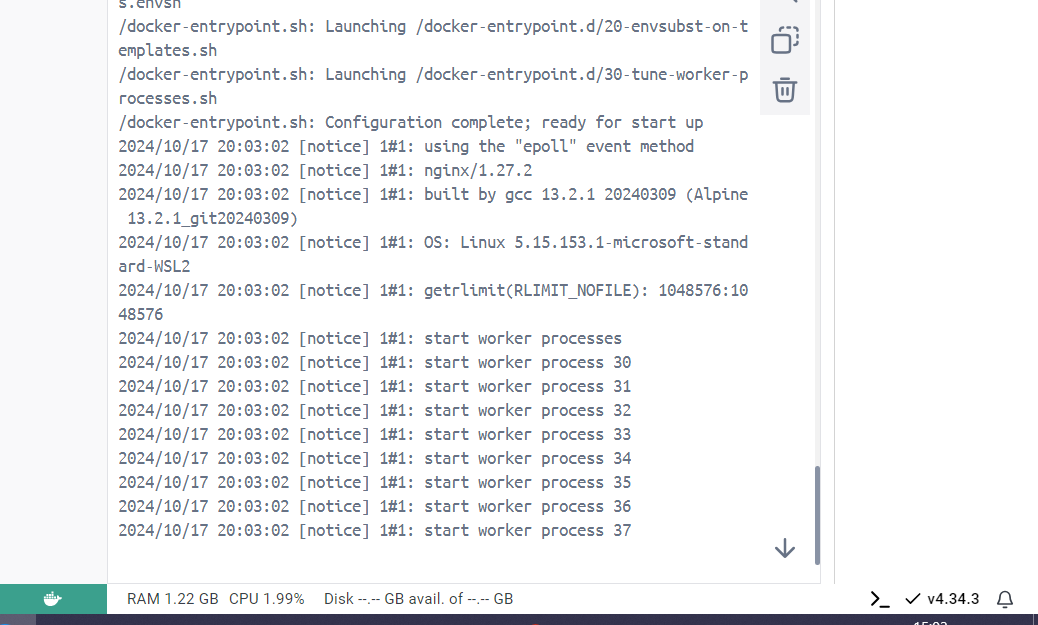 s.envsh
/docker-entrypoint.sh: Launching /docker-entrypoint.d/20-envsubst-on-t
emplates.sh
/docker-entrypoint.sh: Launching /docker-entrypoint.d/30-tune-worker-p
rocesses.sh
/docker-entrypoint.sh: Configuration complete; ready for start up
2024/10/17 20:03:02 [notice] 1#1: using the "epoll" event method
2024/10/17 20:03:02 [notice] 1#1: nginx/1.27.2
2024/10/17 20:03:02 [notice] 1#1: built by gcc 13.2.1 20240309 (Alpine
 13.2.1_git20240309)
2024/10/17 20:03:02 [notice] 1#1: OS: Linux 5.15.153.1-microsoft-stand
ard-WSL2
2024/10/17 20:03:02 [notice] 1#1: getrlimit(RLIMIT_NOFILE): 1048576:10
48576
2024/10/17 20:03:02 [notice] 1#1: start worker processes
2024/10/17 20:03:02 [notice] 1#1: start worker process 30
2024/10/17 20:03:02 [notice] 1#1: start worker process 31
2024/10/17 20:03:02 [notice] 1#1: start worker process 32
2024/10/17 20:03:02 [notice] 1#1: start worker process 33
2024/10/17 20:03:02 [notice] 1#1: start worker process 34
2024/10/17 20:03:02 [notice] 1#1: start worker process 35
2024/10/17 20:03:02 [notice] 1#1: start worker process 36
2024/10/17 20:03:02 [notice] 1#1: start worker process 37
RAM 1.22 GB CPU 1.99% Disk --.-- GB avail. of --.-- GB v4.34.3